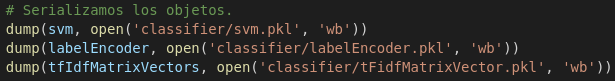 # Serializamos los objetos.
dump(svm, open('classifier/svm.pkl', 'wb'))
dump(labelEncoder, open('classifier/labelEncoder.pkl', 'wb'))
dump(tfIdfMatrixVectors, open('classifier/tFidfMatrixVector.pkl', 'wb'))